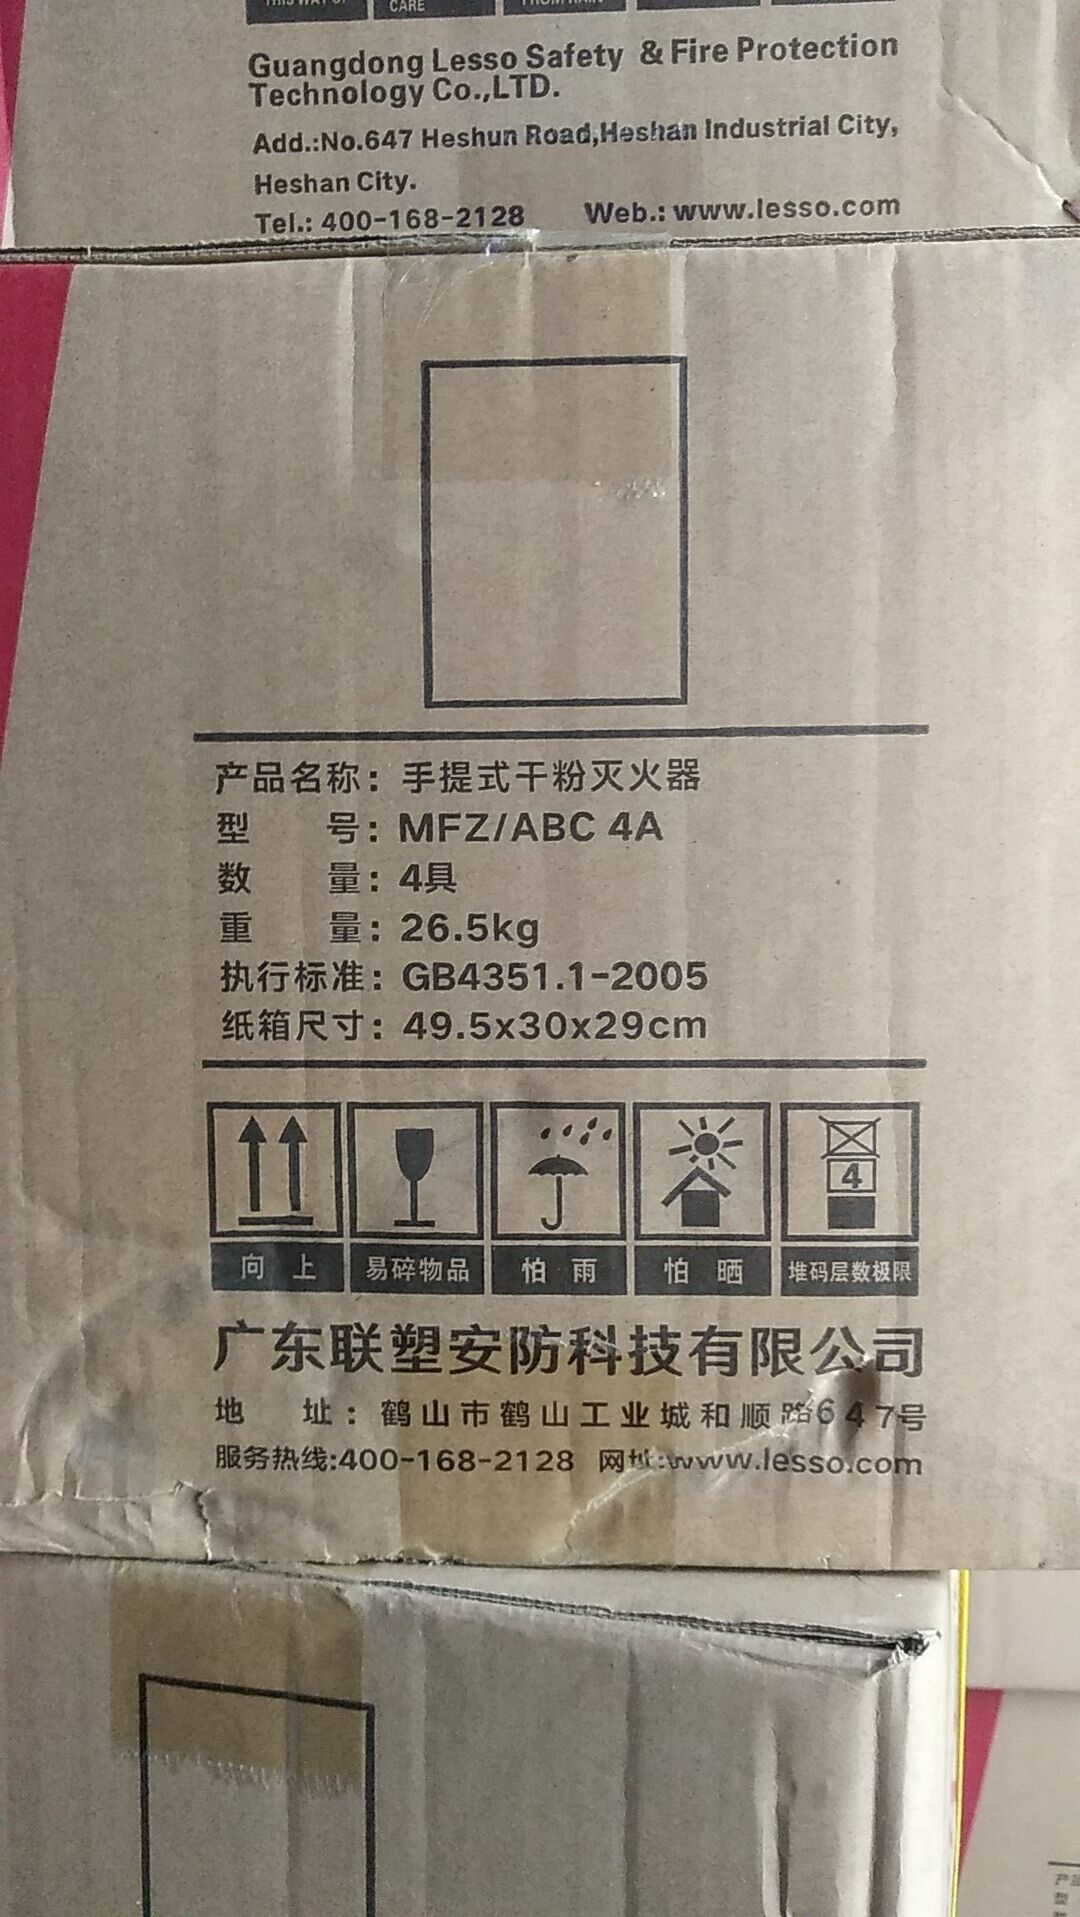 CARE
Guangdong Lesso Safety & Fire Protection
Technology Co.,LTD.
Add.:No.647 Heshun Road,Heshan Industrial City,
Heshan City.
Tel.: 400-168-2128 Web.: www.lesso.com
产品名称：手提式干粉灭火器
型 号：MFZ/ABC 4A
数 量：4具
重 量：26.5kg
执行标准：GB4351.1-2005
纸箱尺寸：49.5x30x29cm
4
向上 易碎物品 怕雨 怕晒 堆码层数极限
广东联塑安防科技有限公司
地 址：鹤山市鹤山工业城和顺路647号
服务热线:400-168-2128 网址:www.lesso.com